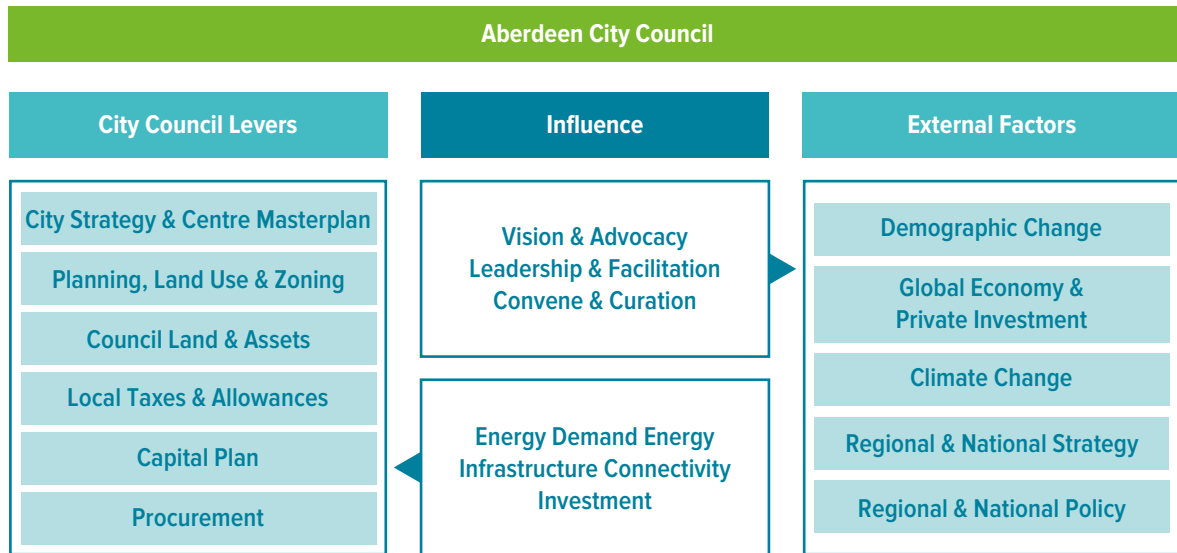 Aberdeen City Council
City Council Levers
City Strategy & Centre Masterplan
Planning, Land Use & Zoning
Council Land & Assets
Local Taxes & Allowances
Capital Plan
Procurement
Influence
Vision & Advocacy
Leadership & Facilitation
Convene & Curation
Energy Demand Energy
Infrastructure Connectivity
Investment
External Factors
Demographic Change
Global Economy &
Private Investment
Climate Change
Regional & National Strategy
Regional & National Policy